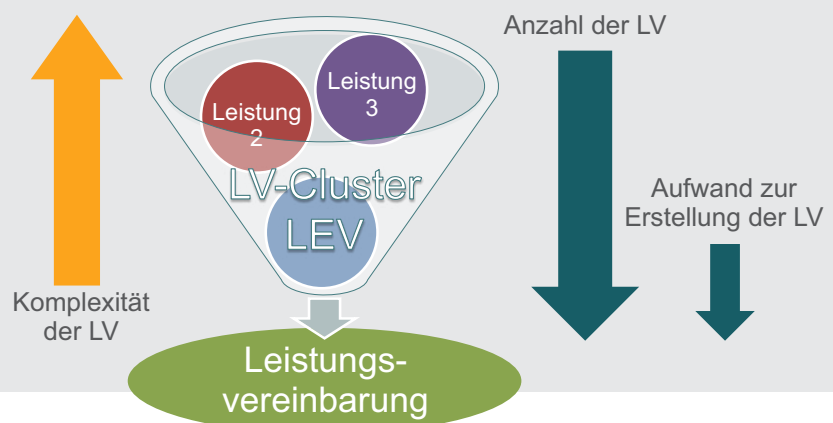 Anzahl der LV
Leistung
3
Leistung
2
LV-Cluster
LEV
Aufwand zur
Erstellung der LV
Komplexität
der LV
Leistungs-
vereinbarung